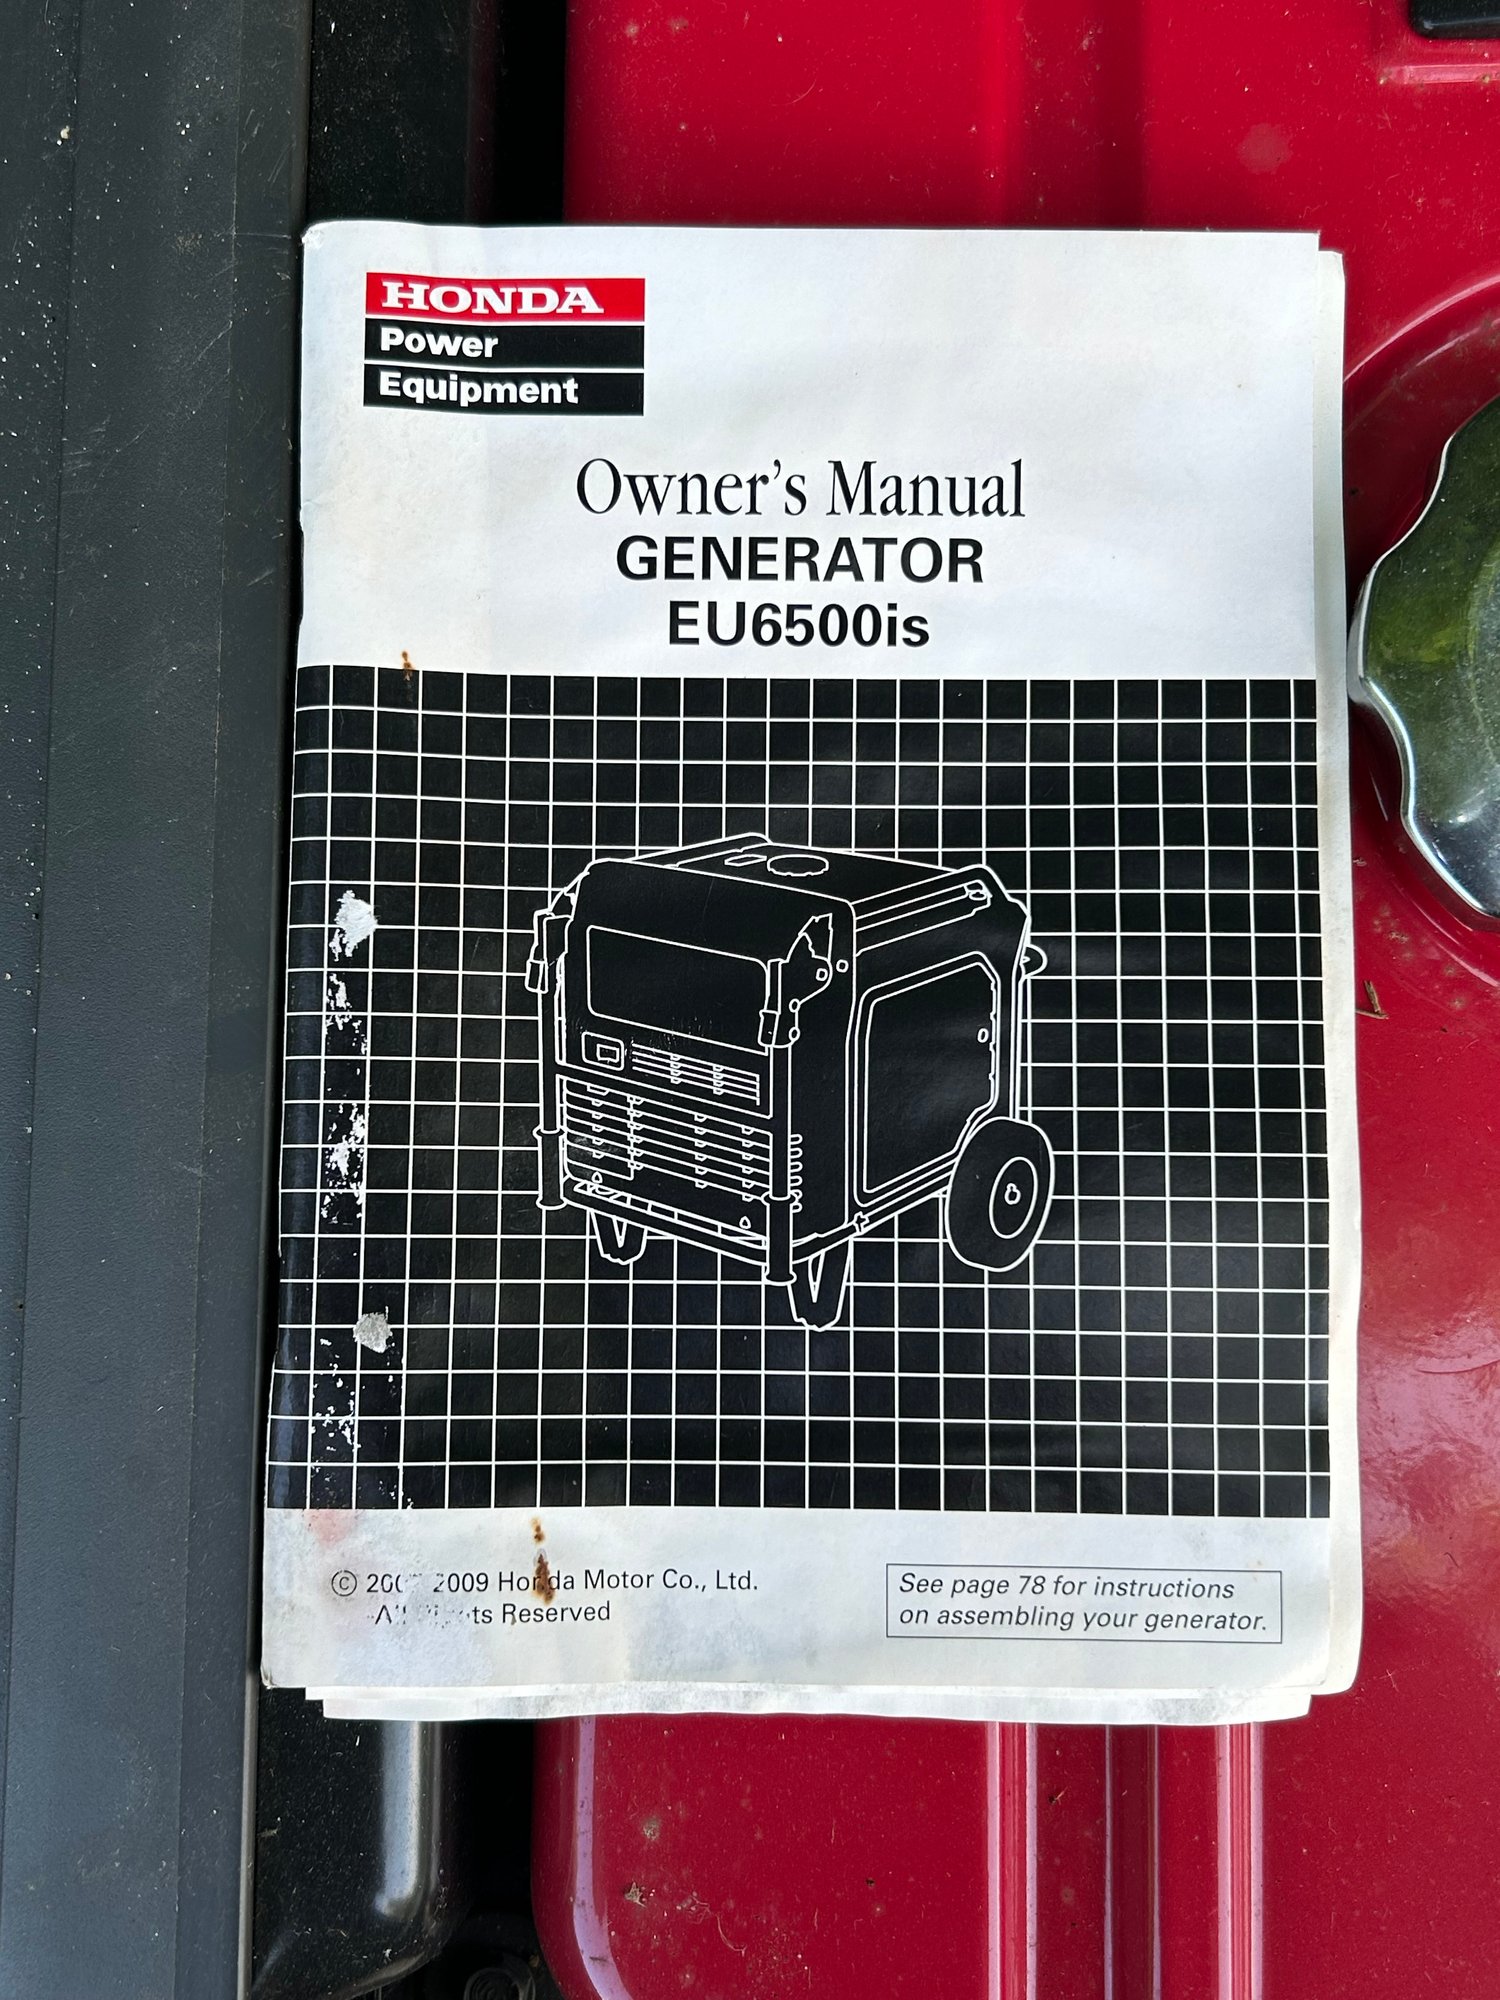 HONDA
Power
Equipment
Owner's Manual
GENERATOR
EU6500is
© 2009 Honda Motor Co., Ltd.
All Reserved
See page 78 for instructions
on assembling your generator.